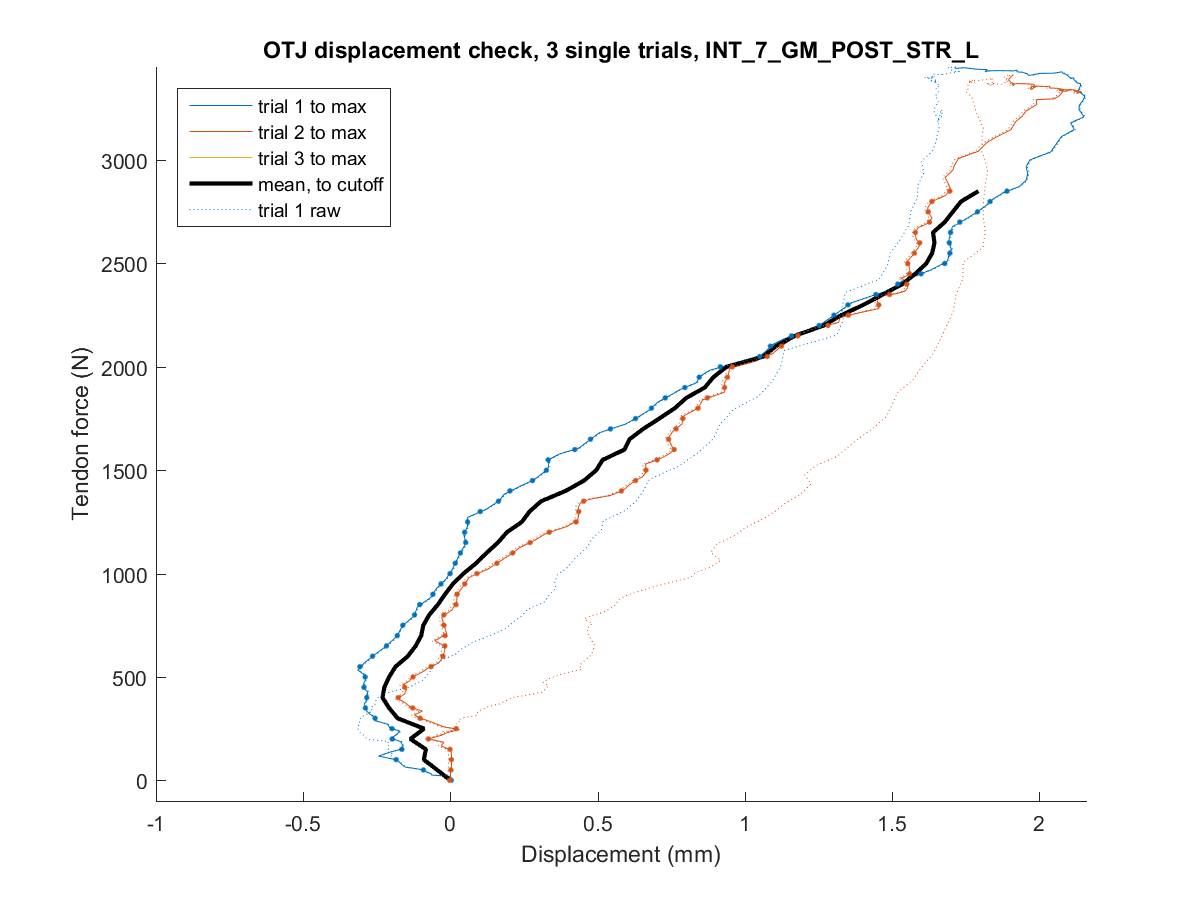 OTJ displacement check, 3 single trials, INT_7_GM_POST_STR_L
trial 1 to max
trial 2 to max
trial 3 to max
mean, to cutoff
trial 1 raw
3000
2500
2000
1500
1000
500
0
Tendon force (N)
-1
-0.5
0
0.5
1
1.5
2
Displacement (mm)